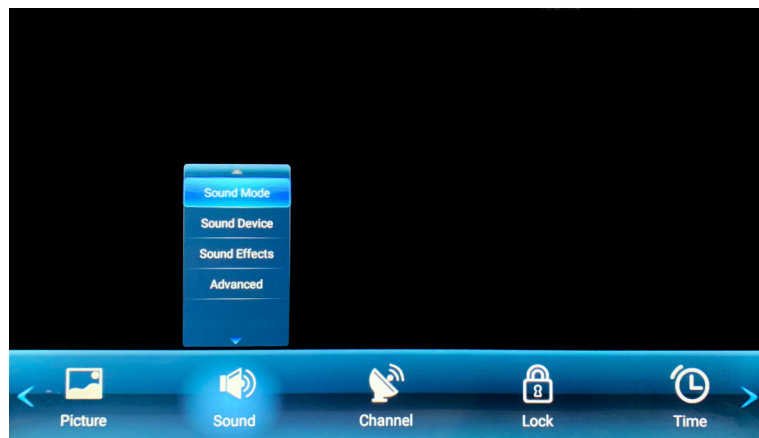 Sound Mode
Sound Device
Sound Effects
Advanced
Picture
Sound
Channel
Lock
Time